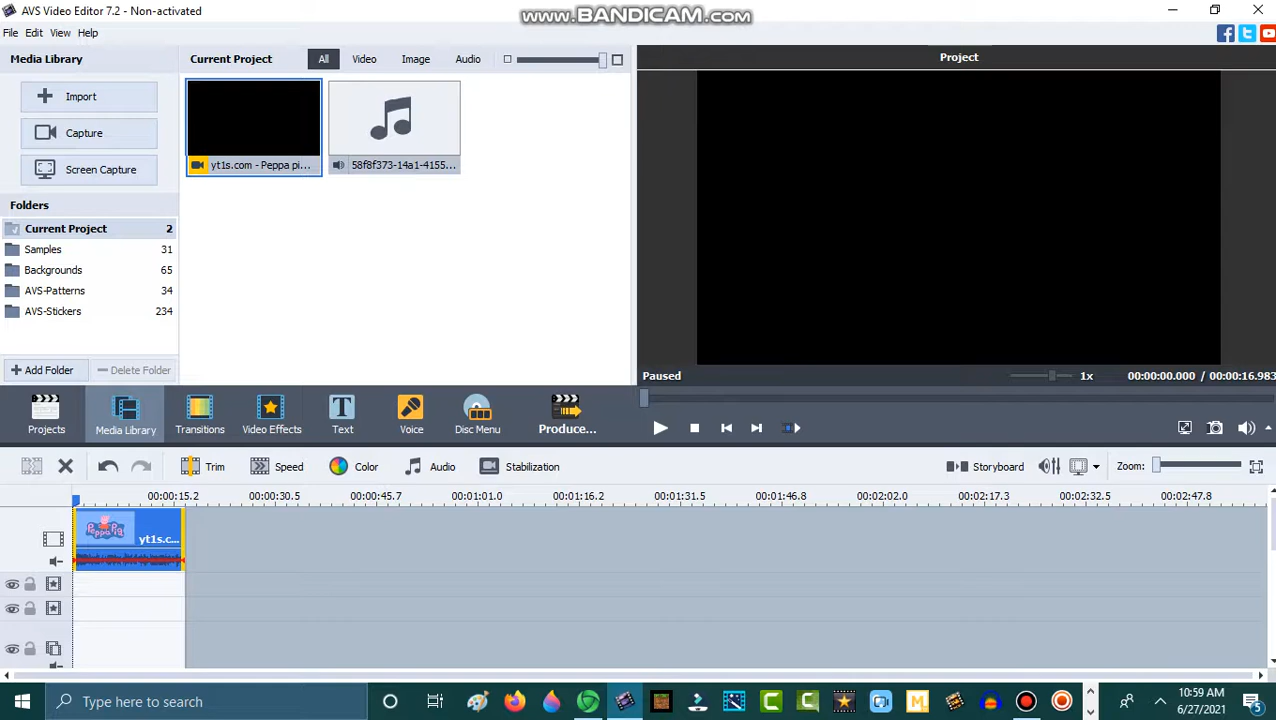 AVS Video Editor 7.2 - Non-activated
www.BANDICAM.com
File Edit View Help
Media Library
Current Project All Video Image Audio
Project
Import
Capture
Screen Capture
yt1s.com - Peppa pi...
58f8f373-14a1-4155...
Folders
Current Project 2
Samples 31
Backgrounds 65
AVS-Patterns 34
AVS-Stickers 234
Add Folder
Delete Folder
Paused
1x
00:00:00.000 / 00:00:16.983
Projects
Media Library
Transitions
Video Effects
Text
Voice
Disc Menu
Produce...
Trim
Speed
Color
Audio
Stabilization
Storyboard
Zoom:
00:00:15.2 00:00:30.5 00:00:45.7 00:01:01.0 00:01:16.2 00:01:31.5 00:01:46.8 00:02:02.0 00:02:17.3 00:02:32.5 00:02:47.8
Peppa Pig
yt1s.c...
Type here to search
10:59 AM
6/27/2021
5